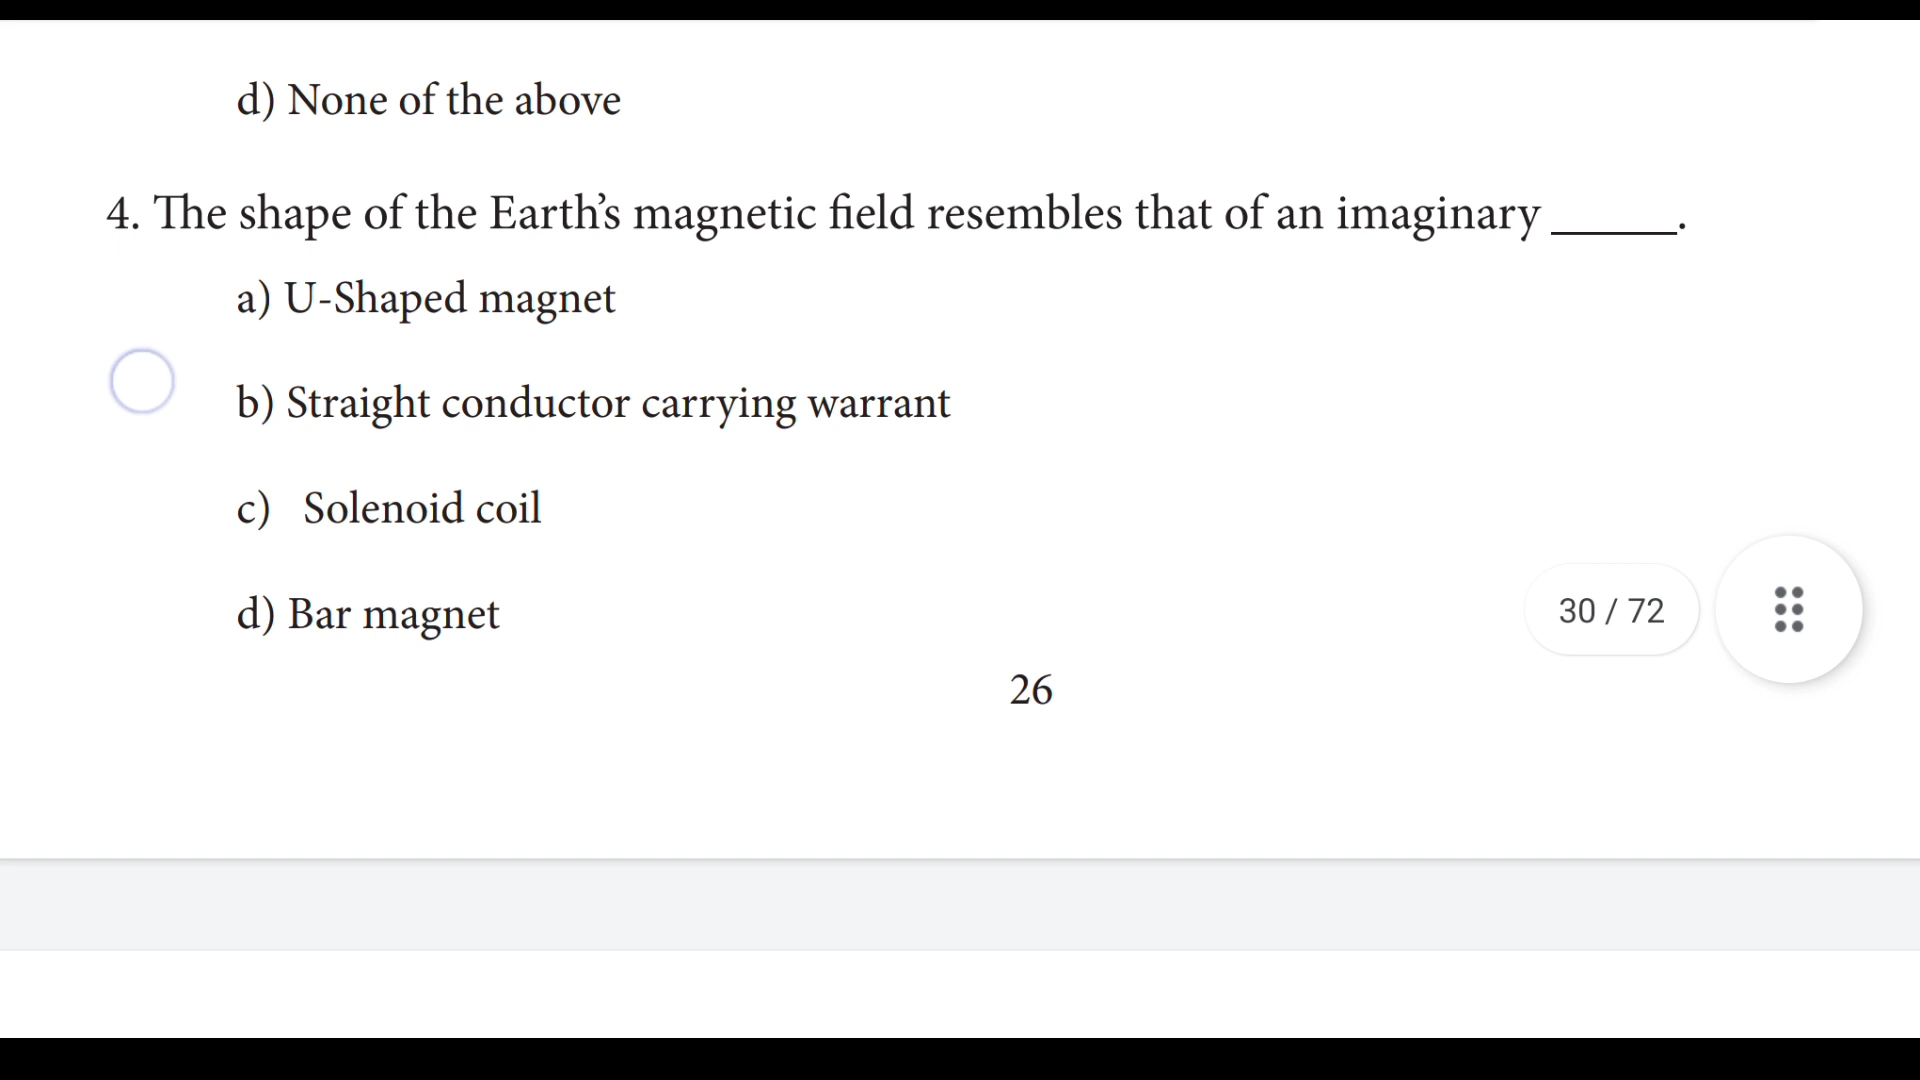 d) None of the above
4. The shape of the Earth’s magnetic field resembles that of an imaginary ______.
a) U-Shaped magnet
b) Straight conductor carrying warrant
c) Solenoid coil
d) Bar magnet
30 / 72
26